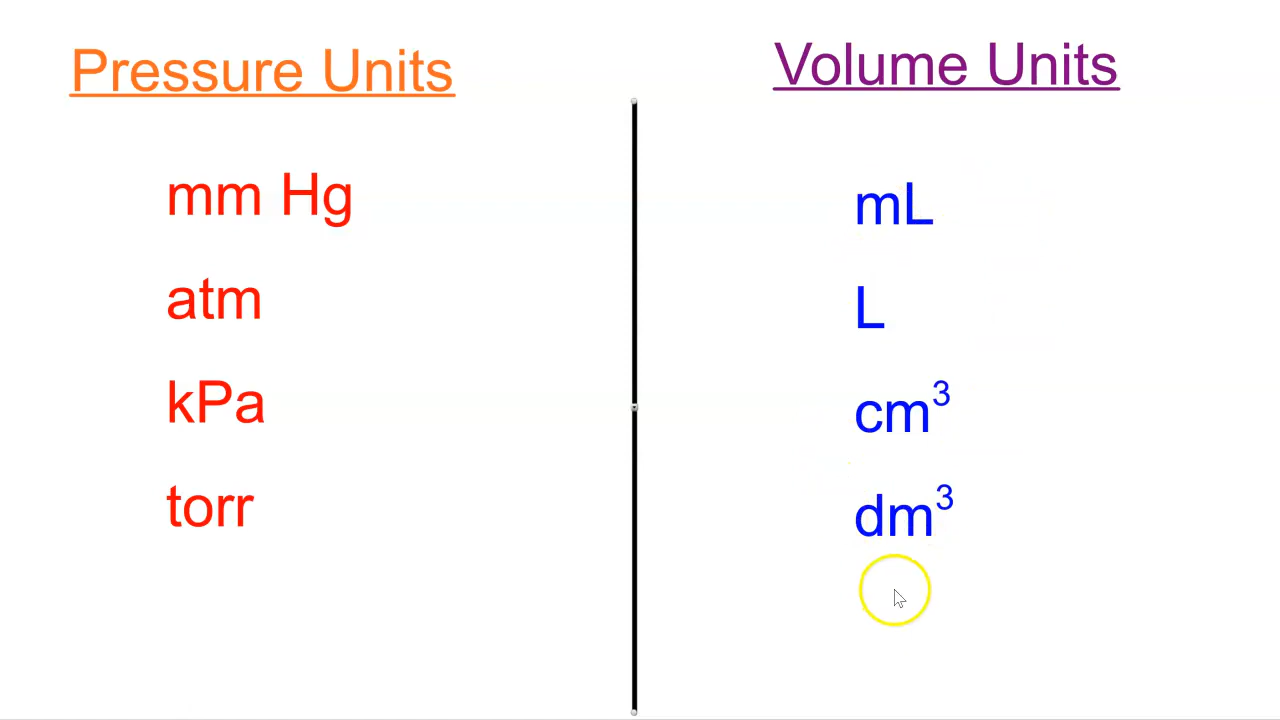 Pressure Units
mm Hg
atm
kPa
torr
Volume Units
mL
L
cm³
dm³